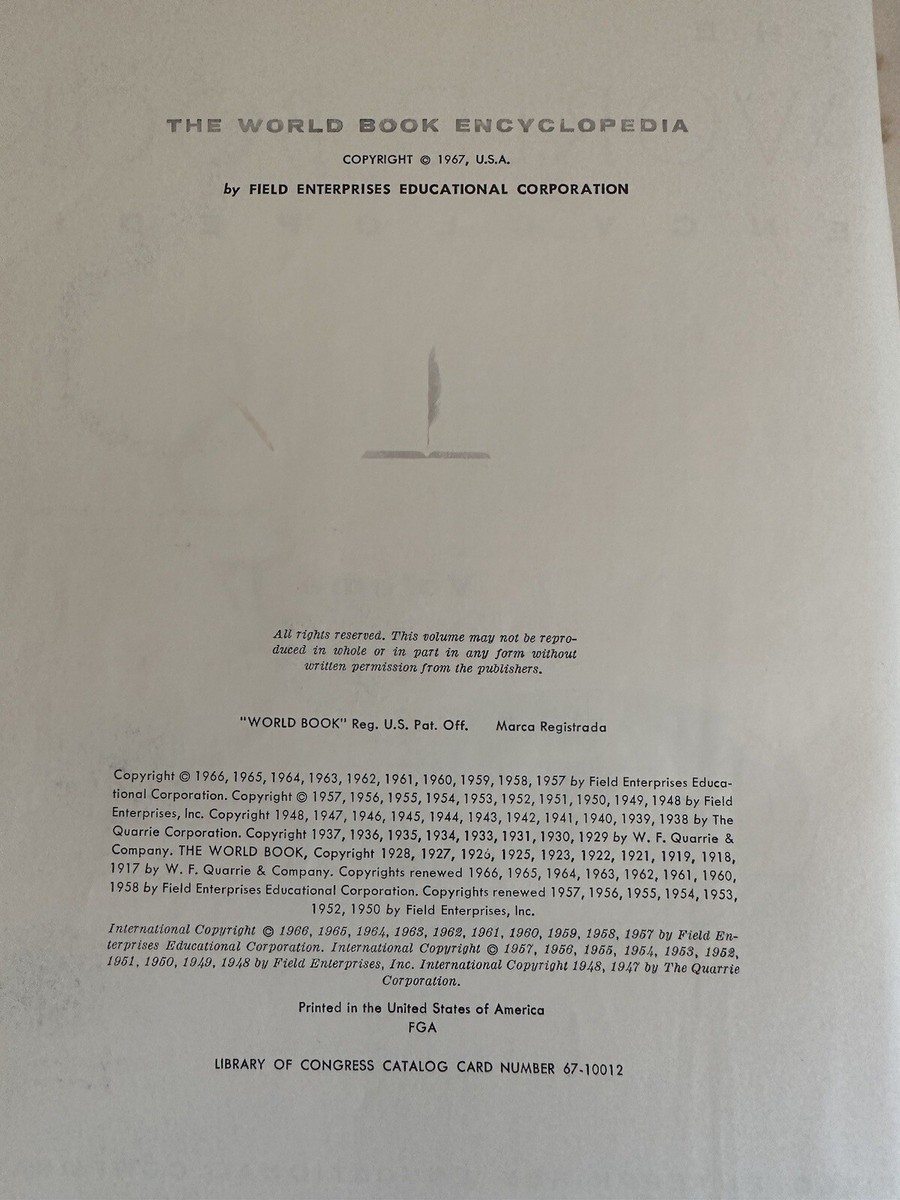 THE WORLD BOOK ENCYCLOPEDIA
COPYRIGHT © 1967, U.S.A.
by FIELD ENTERPRISES EDUCATIONAL CORPORATION
All rights reserved. This volume may not be repro-
duced in whole or in part in any form without
written permission from the publishers.
"WORLD BOOK" Reg. U.S. Pat. Off. Marca Registrada
Copyright © 1966, 1965, 1964, 1963, 1962, 1961, 1960, 1959, 1958, 1957 by Field Enterprises Educa-
tional Corporation. Copyright © 1957, 1956, 1955, 1954, 1953, 1952, 1951, 1950, 1949, 1948 by Field
Enterprises, Inc. Copyright 1948, 1947, 1946, 1945, 1944, 1943, 1942, 1941, 1940, 1939, 1938 by The
Quarrie Corporation. Copyright 1937, 1936, 1935, 1934, 1933, 1931, 1930, 1929 by W. F. Quarrie &
Company. THE WORLD BOOK, Copyright 1928, 1927, 1926, 1925, 1923, 1922, 1921, 1919, 1918,
1917 by W. F. Quarrie & Company. Copyrights renewed 1966, 1965, 1964, 1963, 1962, 1961, 1960,
1958 by Field Enterprises Educational Corporation. Copyrights renewed 1957, 1956, 1955, 1954, 1953,
1952, 1950 by Field Enterprises, Inc.
International Copyright © 1966, 1965, 1964, 1963, 1962, 1961, 1960, 1959, 1958, 1957 by Field En-
terprises Educational Corporation. International Copyright © 1957, 1956, 1955, 1954, 1953, 1952,
1951, 1950, 1949, 1948 by Field Enterprises, Inc. International Copyright 1948, 1947 by The Quarrie
Corporation.
Printed in the United States of America
FGA
LIBRARY OF CONGRESS CATALOG CARD NUMBER 67-10012